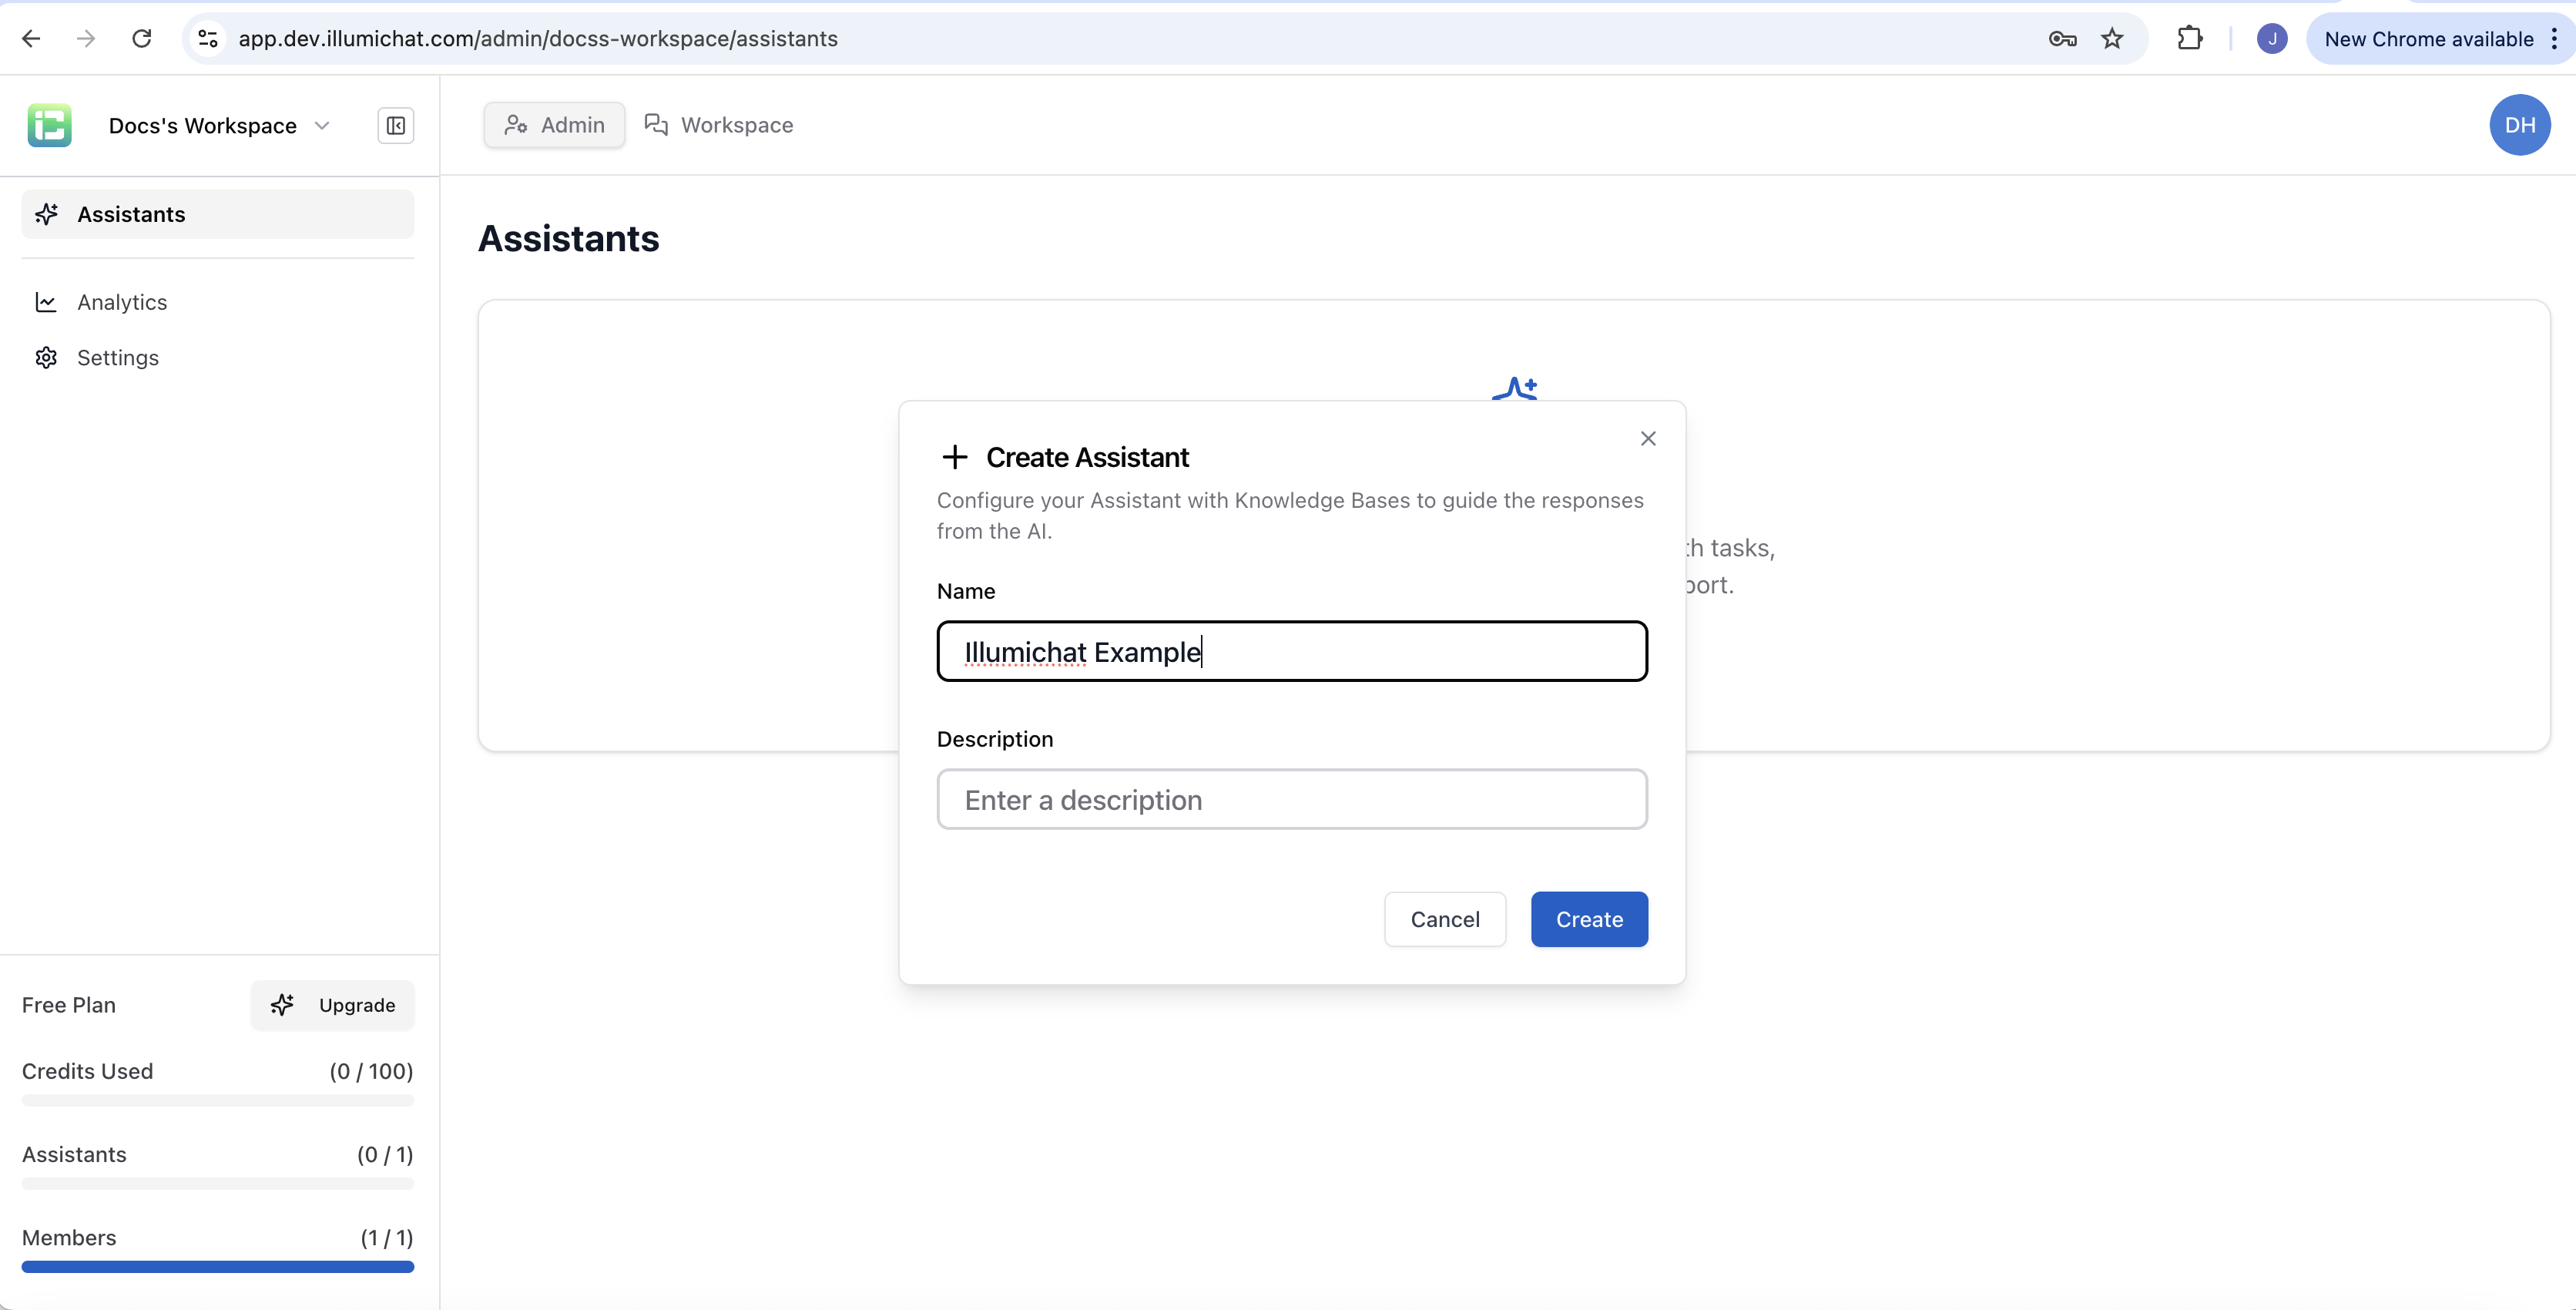 app.dev.illumichat.com/admin/docss-workspace/assistants
J
New Chrome available
Docs's Workspace
Admin
Workspace
DH
Assistants
Analytics
Settings
Assistants
Create Assistant
Configure your Assistant with Knowledge Bases to guide the responses
from the AI.
th tasks,
port.
Name
Illumichat Example
Description
Enter a description
Cancel
Create
Free Plan
Upgrade
Credits Used (0 / 100)
Assistants (0 / 1)
Members (1 / 1)